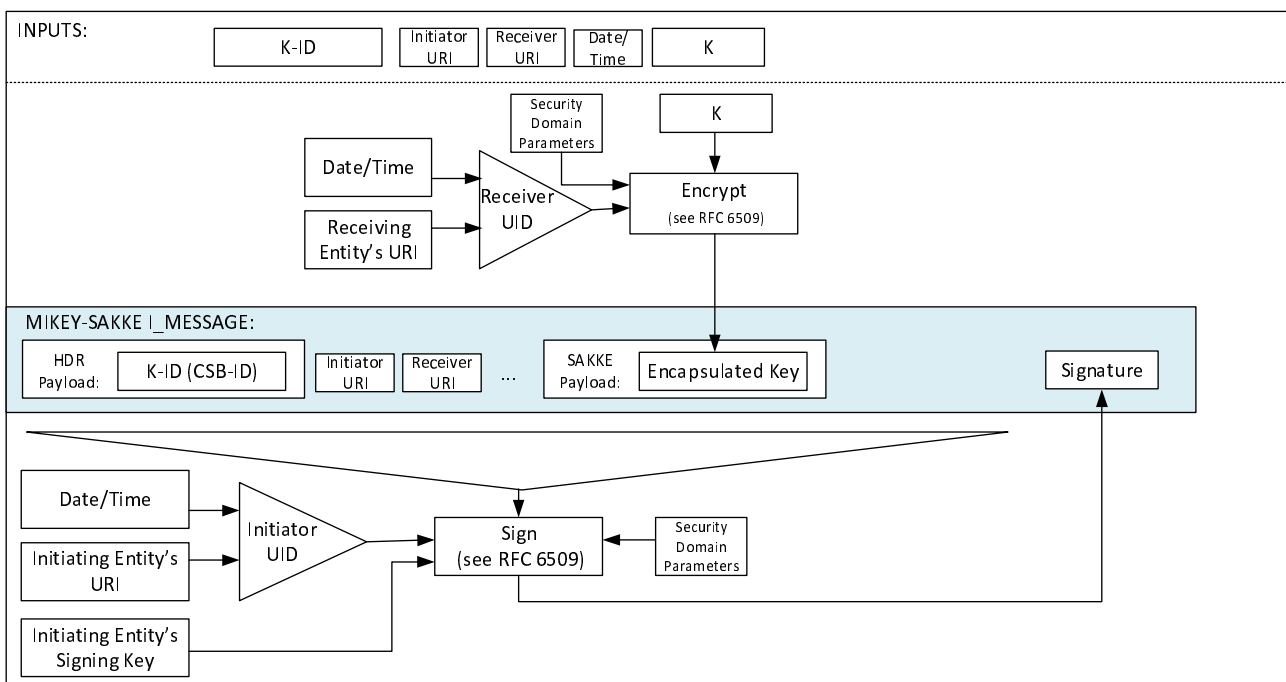 INPUTS:
K-ID
Initiator
URI
Receiver
URI
Date/
Time
K
Security
Domain
Parameters
K
Date/Time
Receiver
UID
Encrypt
(see RFC 6509)
Receiving
Entity's URI
MIKEY-SAKKE I_MESSAGE:
HDR
Payload:
K-ID (CSB-ID)
Initiator
URI
Receiver
URI
...
SAKKE
Payload:
Encapsulated Key
Signature
Date/Time
Initiator
UID
Sign
(see RFC 6509)
Security
Domain
Parameters
Initiating Entity's
URI
Initiating Entity's
Signing Key